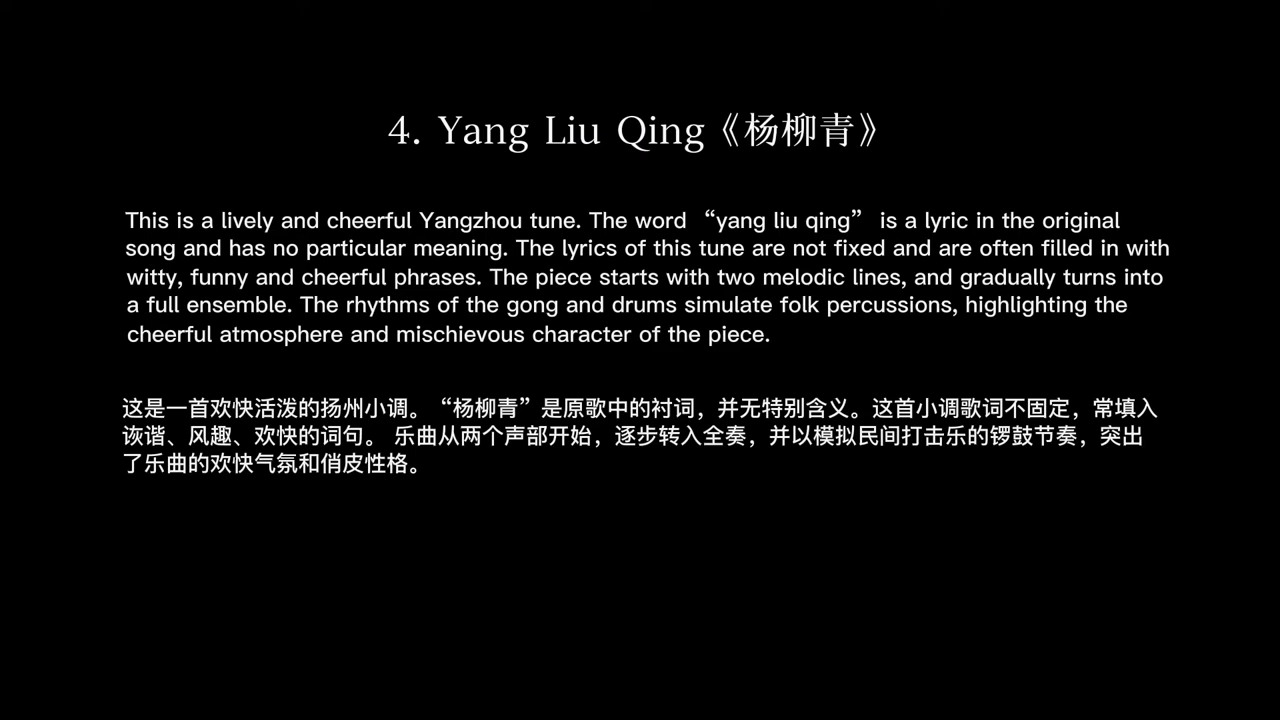 4. Yang Liu Qing《杨柳青》
This is a lively and cheerful Yangzhou tune. The word “yang liu qing” is a lyric in the original
song and has no particular meaning. The lyrics of this tune are not fixed and are often filled in with
witty, funny and cheerful phrases. The piece starts with two melodic lines, and gradually turns into
a full ensemble. The rhythms of the gong and drums simulate folk percussions, highlighting the
cheerful atmosphere and mischievous character of the piece.
这是一首欢快活泼的扬州小调。“杨柳青”是原歌中的衬词，并无特别含义。这首小调歌词不固定，常填入
诙谐、风趣、欢快的词句。 乐曲从两个声部开始，逐步转入全奏，并以模拟民间打击乐的锣鼓节奏，突出
了乐曲的欢快气氛和俏皮性格。